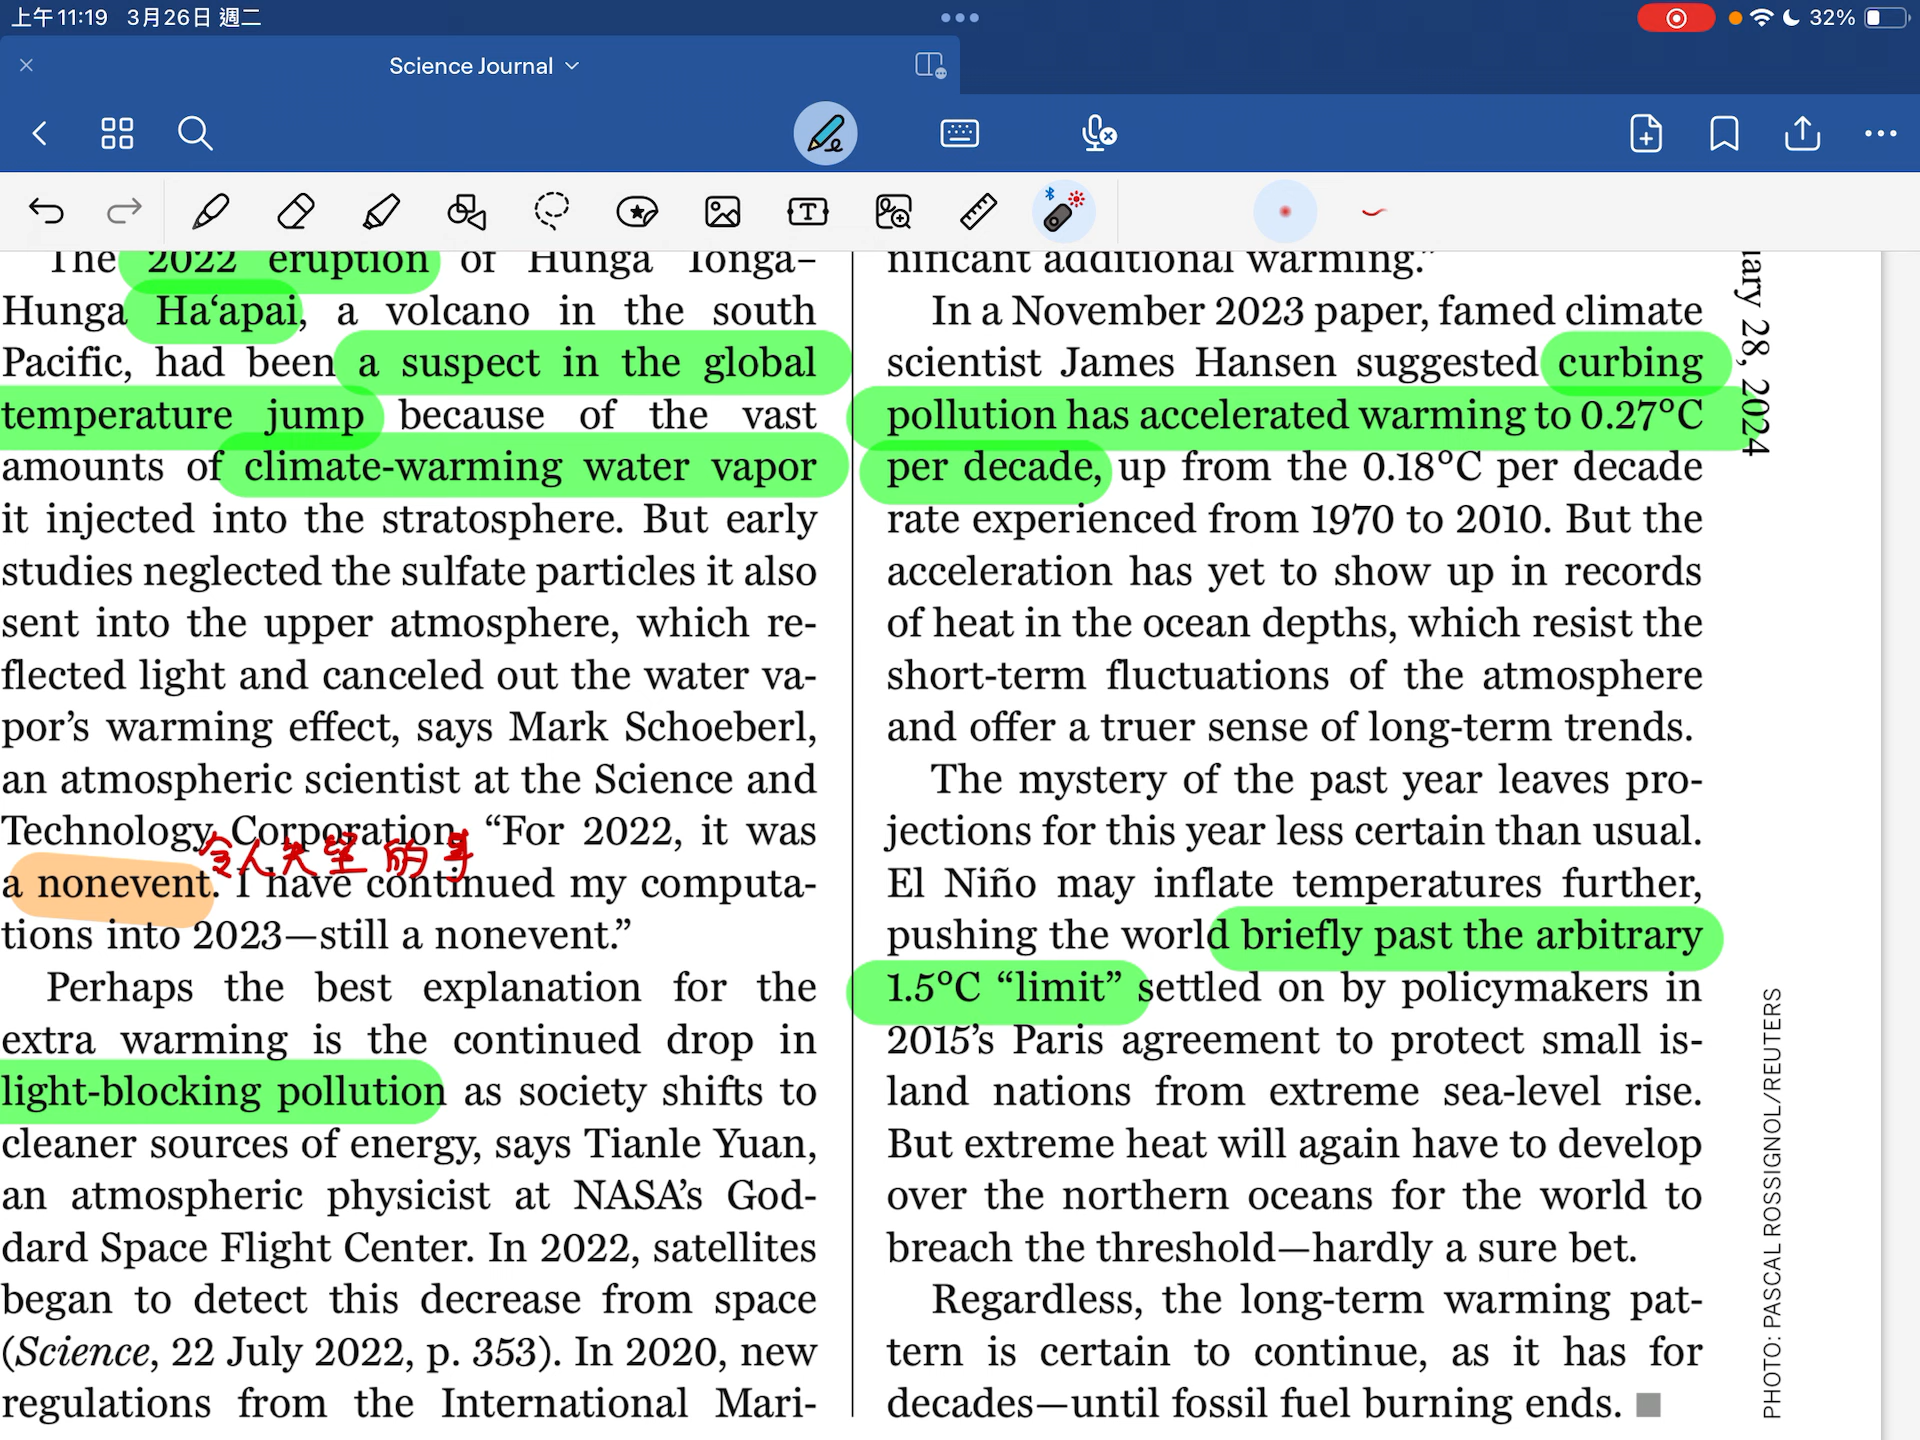 上午11:19 3月26日 週二
32%
Science Journal
The 2022 eruption of Hunga Tonga–
Hunga Ha‘apai, a volcano in the south
Pacific, had been a suspect in the global
temperature jump because of the vast
amounts of climate-warming water vapor
it injected into the stratosphere. But early
studies neglected the sulfate particles it also
sent into the upper atmosphere, which re-
flected light and canceled out the water va-
por’s warming effect, says Mark Schoeberl,
an atmospheric scientist at the Science and
Technology Corporation. “For 2022, it was
令人失望的事
a nonevent. I have continued my computa-
tions into 2023—still a nonevent.”
Perhaps the best explanation for the
extra warming is the continued drop in
light-blocking pollution as society shifts to
cleaner sources of energy, says Tianle Yuan,
an atmospheric physicist at NASA’s God-
dard Space Flight Center. In 2022, satellites
began to detect this decrease from space
(Science, 22 July 2022, p. 353). In 2020, new
regulations from the International Mari-
nificant additional warming.”
In a November 2023 paper, famed climate
scientist James Hansen suggested curbing
pollution has accelerated warming to 0.27°C
per decade, up from the 0.18°C per decade
rate experienced from 1970 to 2010. But the
acceleration has yet to show up in records
of heat in the ocean depths, which resist the
short-term fluctuations of the atmosphere
and offer a truer sense of long-term trends.
The mystery of the past year leaves pro-
jections for this year less certain than usual.
El Niño may inflate temperatures further,
pushing the world briefly past the arbitrary
1.5°C “limit” settled on by policymakers in
2015’s Paris agreement to protect small is-
land nations from extreme sea-level rise.
But extreme heat will again have to develop
over the northern oceans for the world to
breach the threshold—hardly a sure bet.
Regardless, the long-term warming pat-
tern is certain to continue, as it has for
decades—until fossil fuel burning ends.
28, 2024
PHOTO: PASCAL ROSSIGNOL/REUTERS